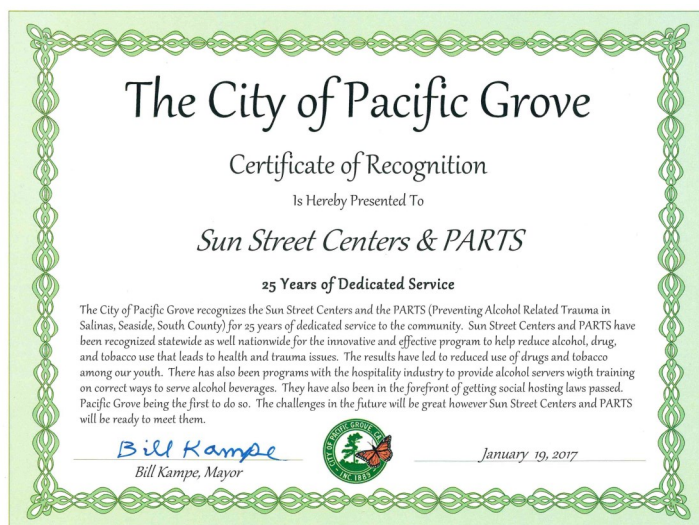 The City of Pacific Grove
Certificate of Recognition
Is Hereby Presented To
Sun Street Centers & PARTS
25 Years of Dedicated Service
The City of Pacific Grove recognizes the Sun Street Centers and the PARTS (Preventing Alcohol Related Trauma in
Salinas, Seaside, South County) for 25 years of dedicated service to the community. Sun Street Centers and PARTS have
been recognized statewide as well nationwide for the innovative and effective program to help reduce alcohol, drug,
and tobacco use that leads to health and trauma issues. The results have led to reduced use of drugs and tobacco
among our youth. There has also been programs with the hospitality industry to provide alcohol servers wigth training
on correct ways to serve alcohol beverages. They have also been in the forefront of getting social hosting laws passed.
Pacific Grove being the first to do so. The challenges in the future will be great however Sun Street Centers and PARTS
will be ready to meet them.
Bill Kampe
Bill Kampe, Mayor
CITY OF PACIFIC GROVE, CA.
INC 1889
January 19, 2017